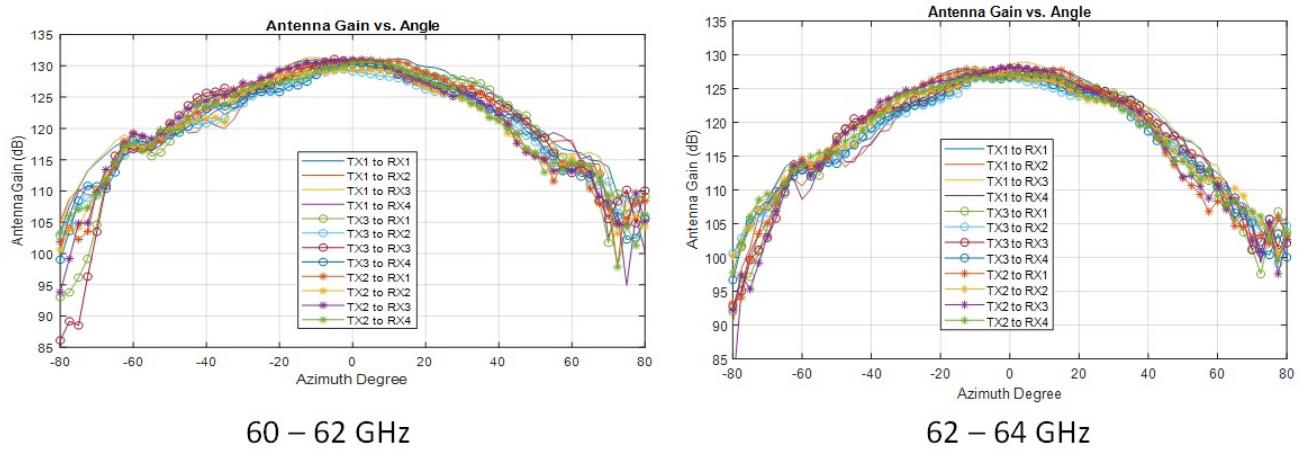 Antenna Gain vs. Angle
135
130
125
120
115
110
105
100
95
90
85
AntennaGain (dB)
TX1 to RX1
TX1 to RX2
TX1 to RX3
TX1 to RX4
TX3 to RX1
TX3 to RX2
TX3 to RX3
TX3 to RX4
TX2 to RX1
TX2 to RX2
TX2 to RX3
TX2 to RX4
-80 -60 -40 -20 0 20 40 60 80
Azimuth Degree
60 – 62 GHz
Antenna Gain vs. Angle
135
130
125
120
115
110
105
100
95
90
85
Antenna Gain (dB)
TX1 to RX1
TX1 to RX2
TX1 to RX3
TX1 to RX4
TX3 to RX1
TX3 to RX2
TX3 to RX3
TX3 to RX4
TX2 to RX1
TX2 to RX2
TX2 to RX3
TX2 to RX4
-80 -60 -40 -20 0 20 40 60 80
Azimuth Degree
62 – 64 GHz